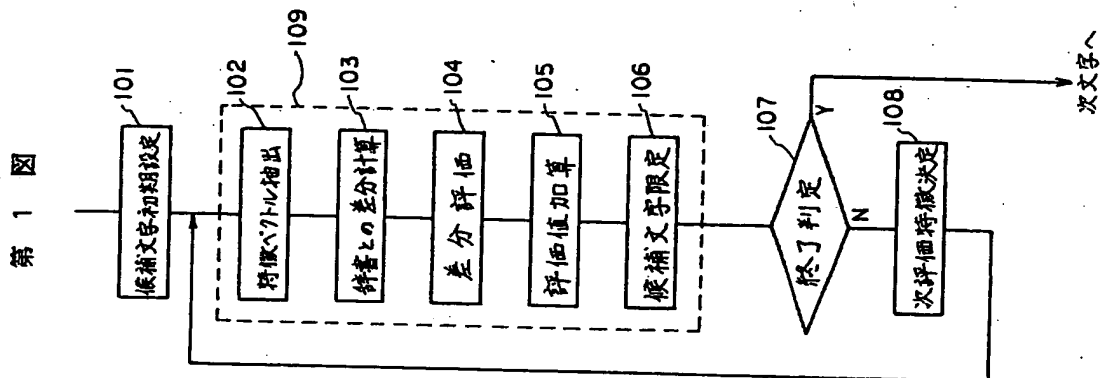 第 1 図
候補文字初期設定
101
特徴ベクトル抽出
102
辞書との差分計算
103
差分評価
104
評価値加算
105
候補文字限定
106
109
終了判定
107
Y
N
次評価特徴決定
108
次文字へ